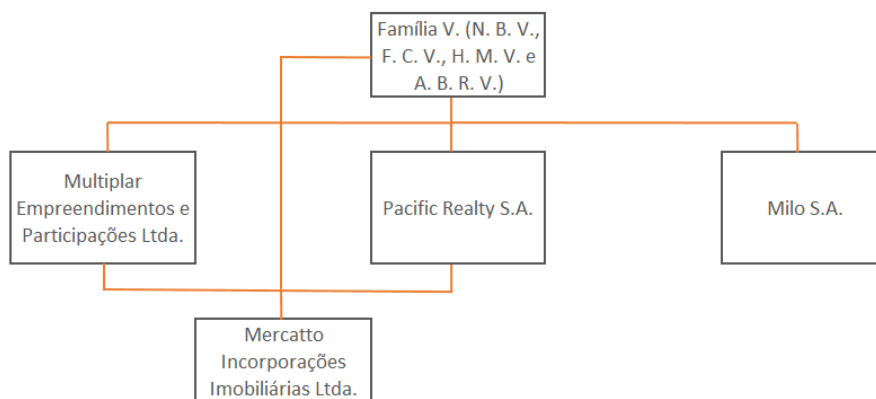 Família V. (N. B. V.,
F. C. V., H. M. V. e
A. B. R. V.)
Multiplar
Empreendimentos e
Participações Ltda.
Pacific Realty S.A.
Milo S.A.
Mercatto
Incorporações
Imobiliárias Ltda.